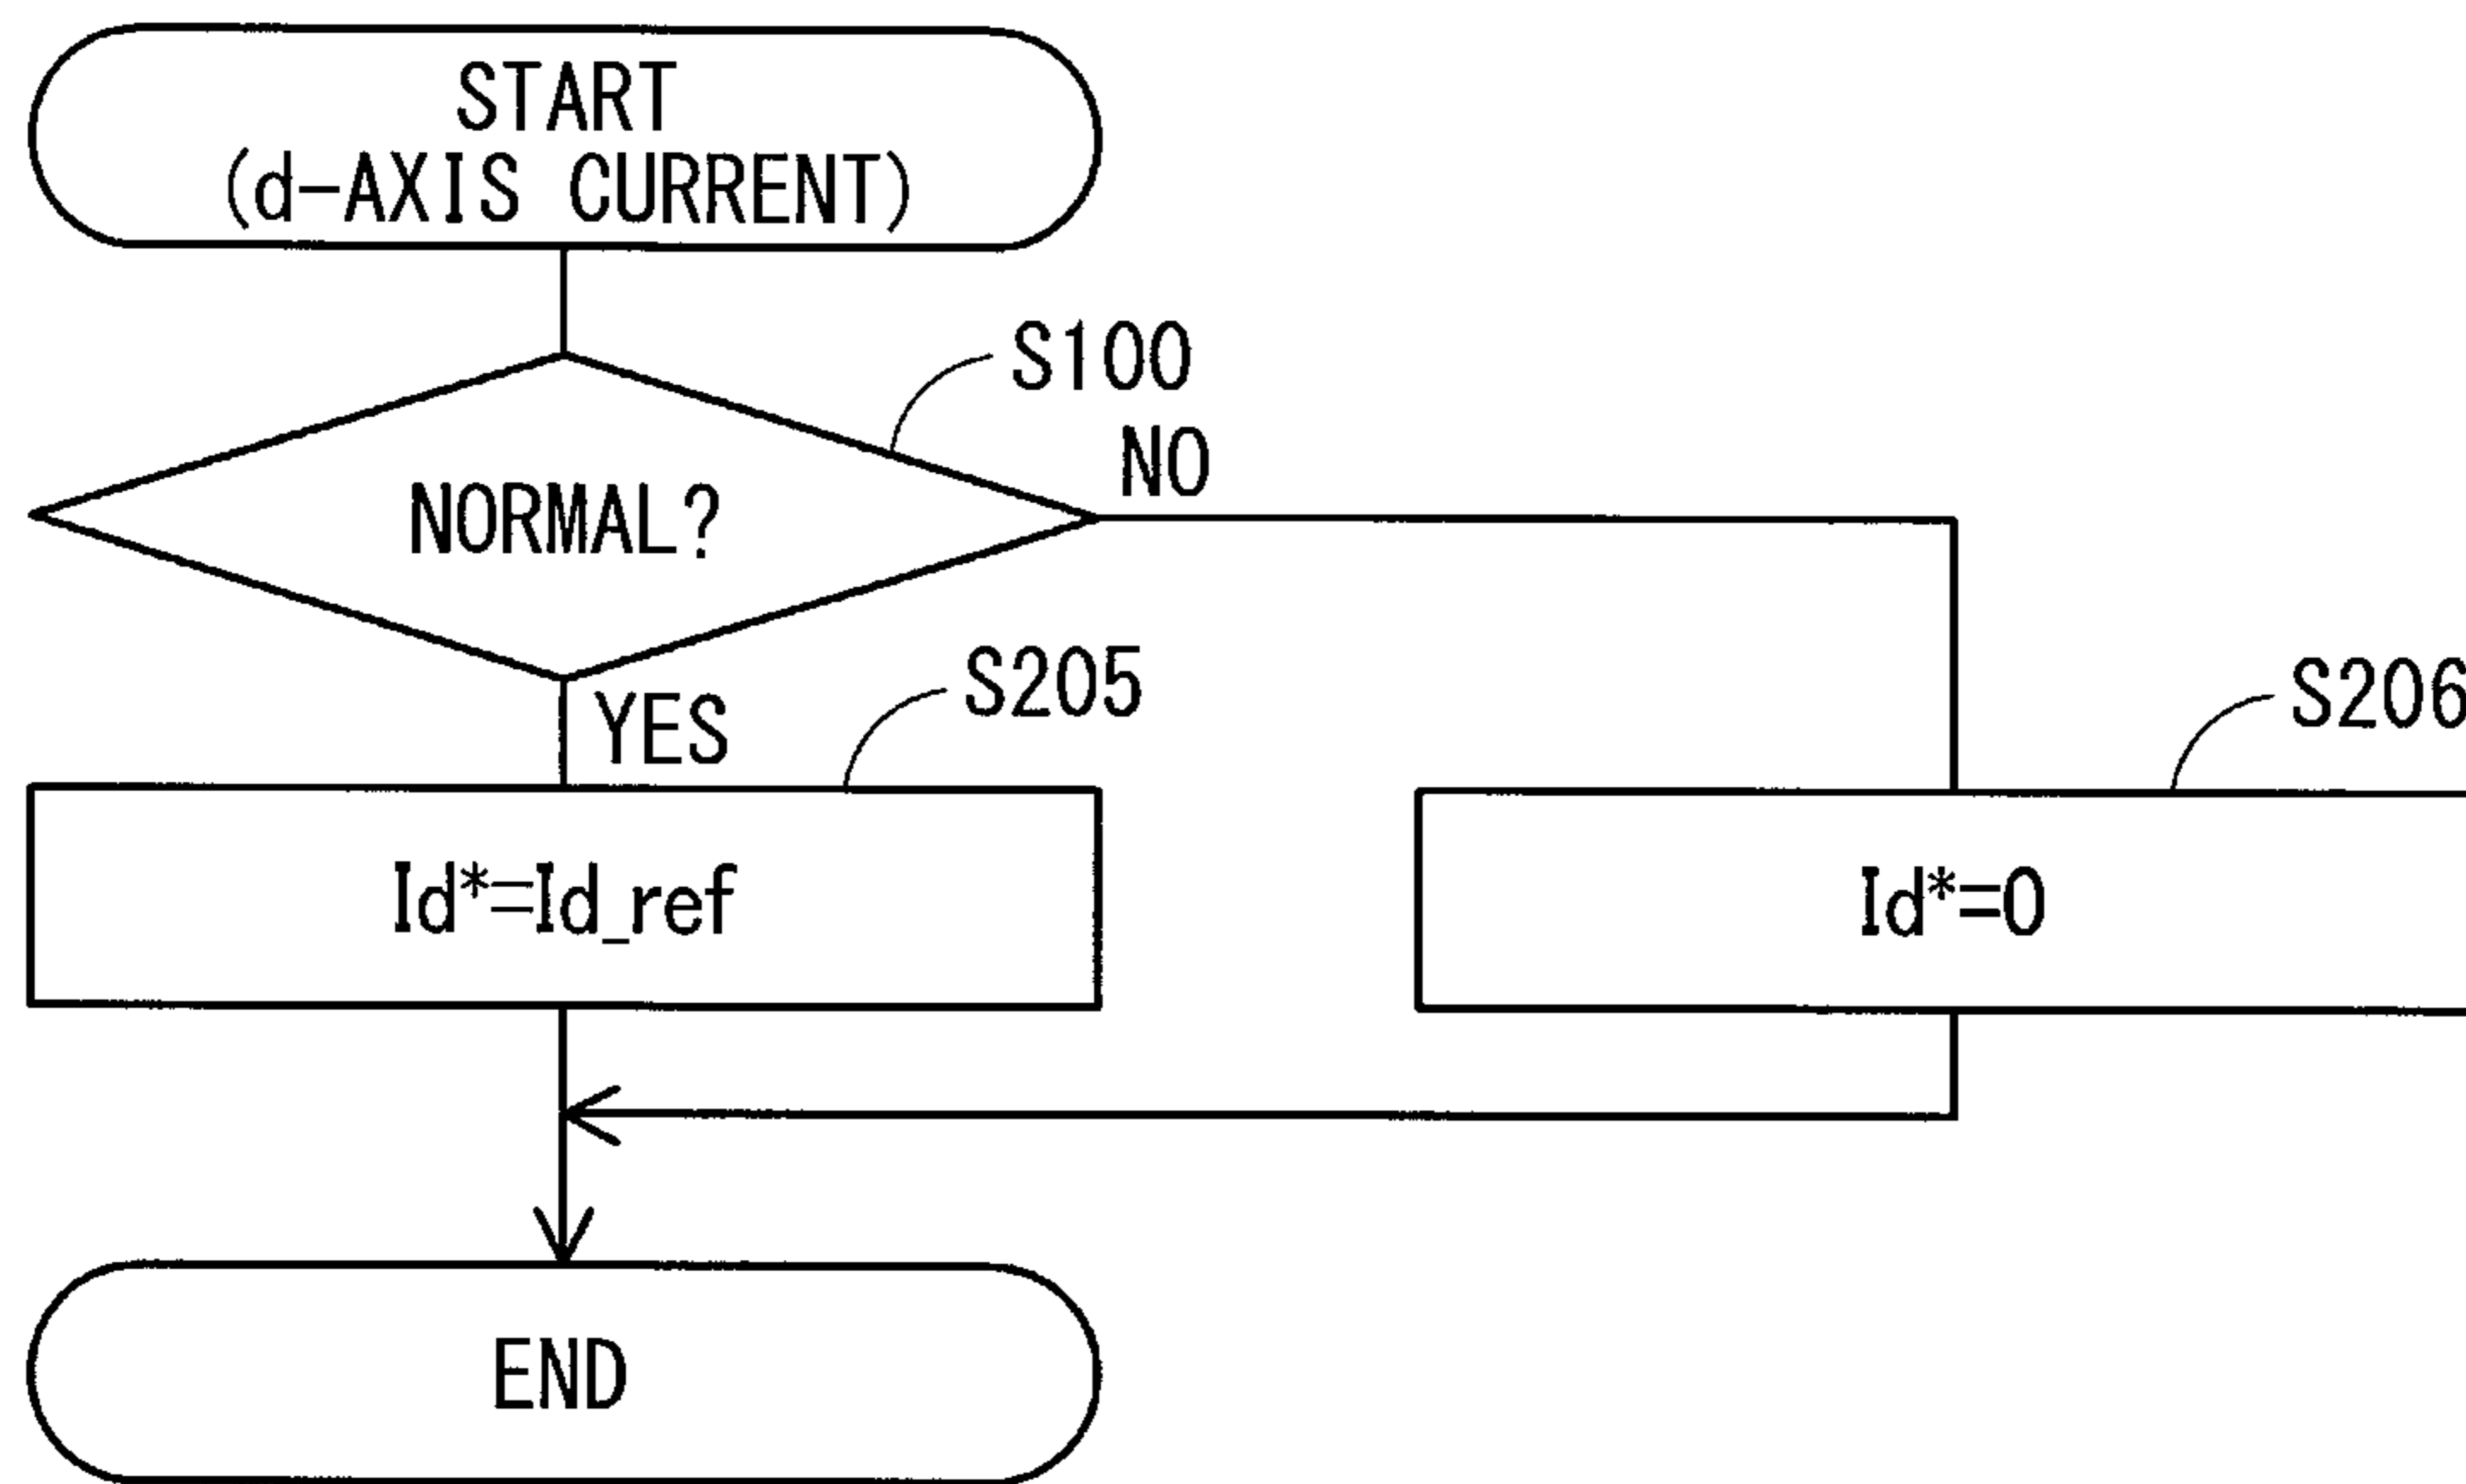 START
(d-AXIS CURRENT)
S100
NO
NORMAL?
S205
YES
S206
Id*=Id_ref
Id*=0
END